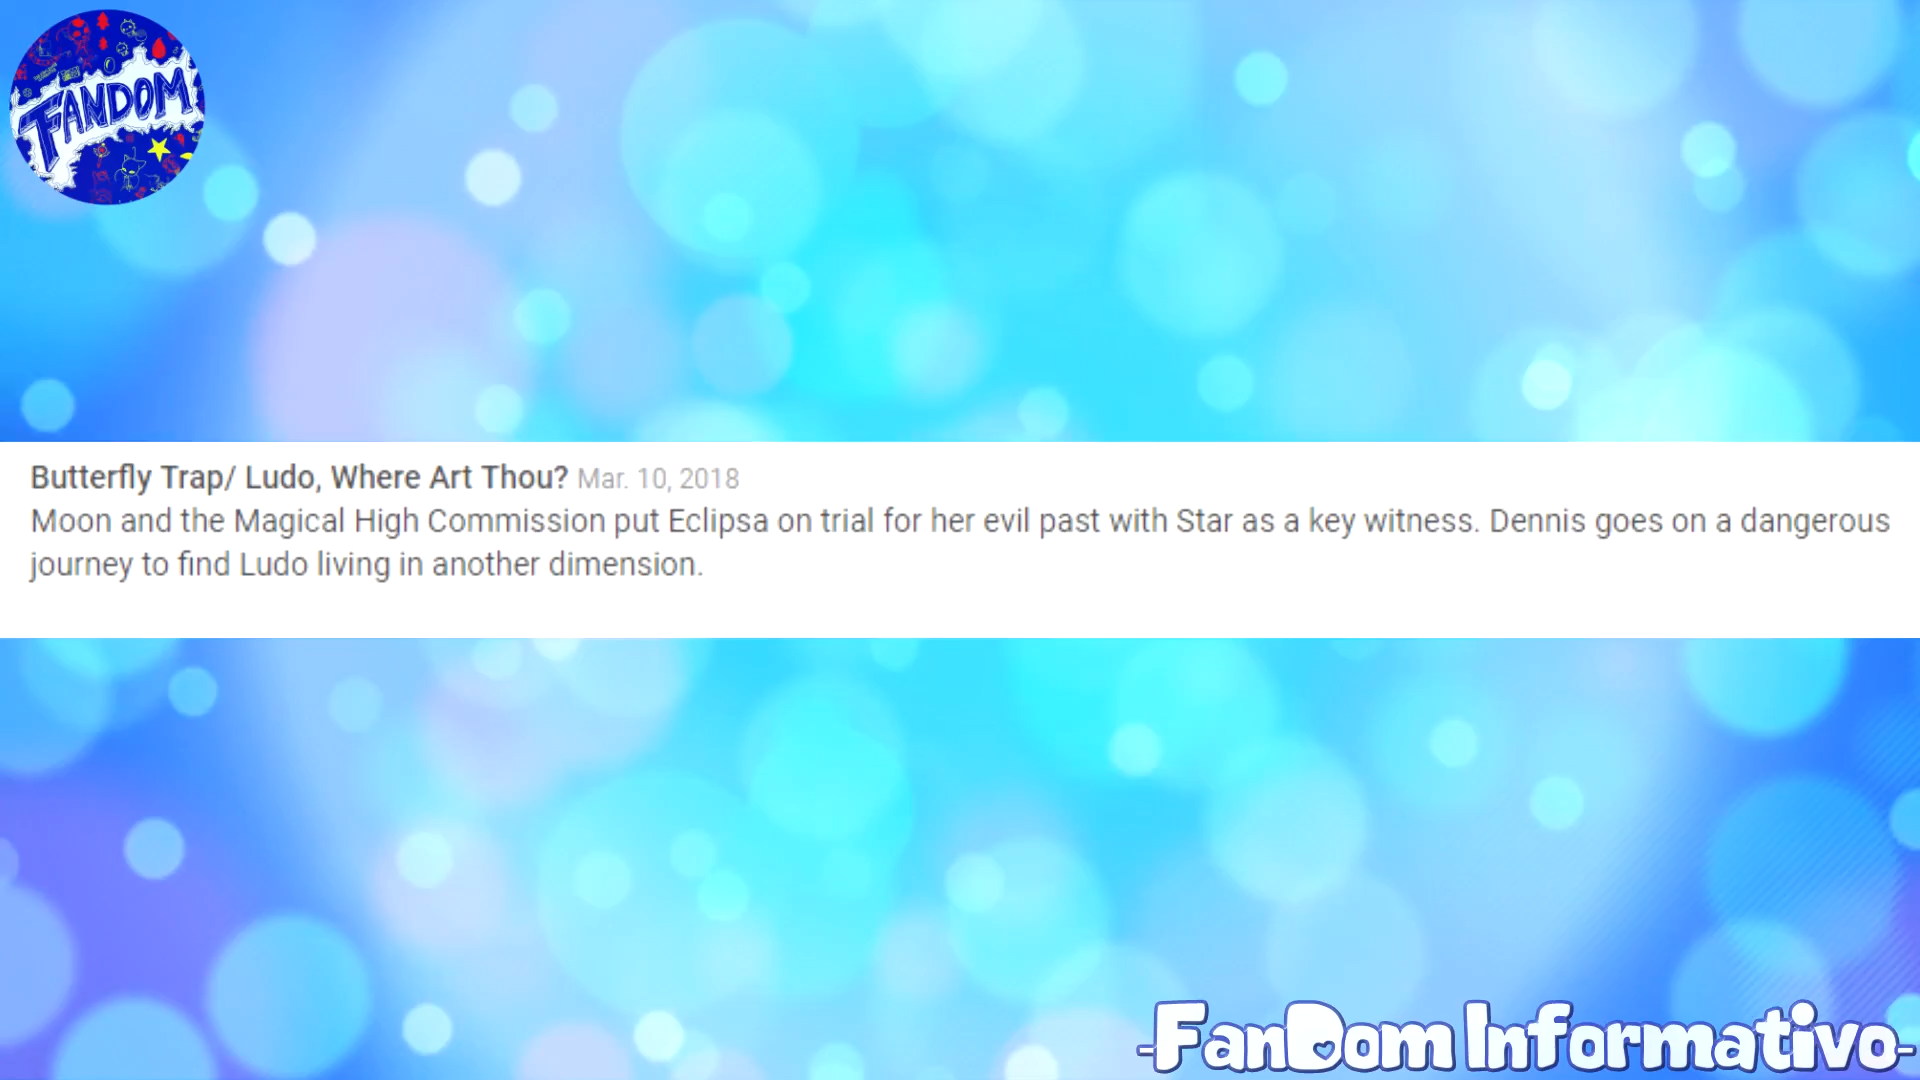 FANDOM
Butterfly Trap/ Ludo, Where Art Thou? Mar. 10, 2018
Moon and the Magical High Commission put Eclipsa on trial for her evil past with Star as a key witness. Dennis goes on a dangerous
journey to find Ludo living in another dimension.
-FanDom Informativo-